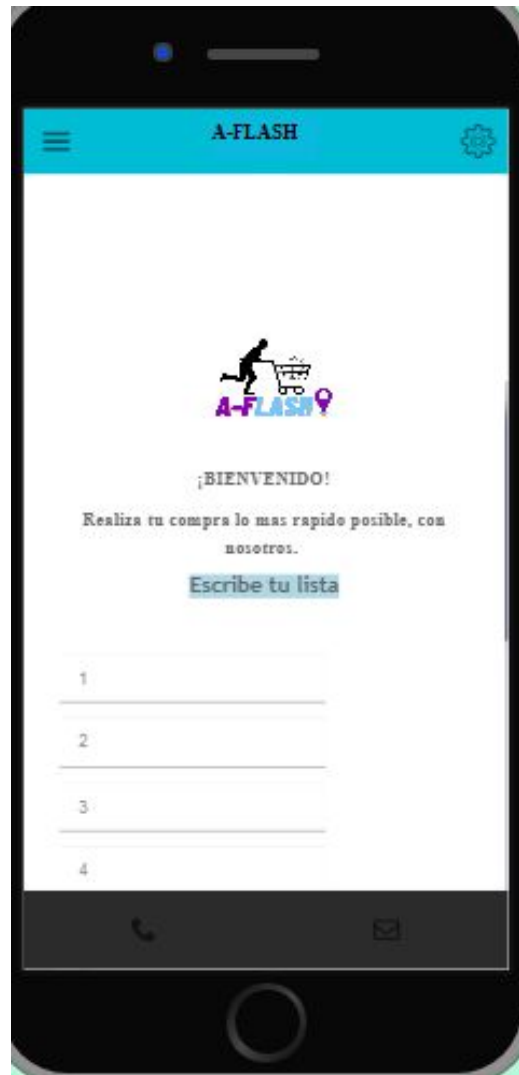 A-FLASH
A-FLASH
¡BIENVENIDO!
Realiza tu compra lo mas rapido posible, con
nosotros.
Escribe tu lista
1
2
3
4